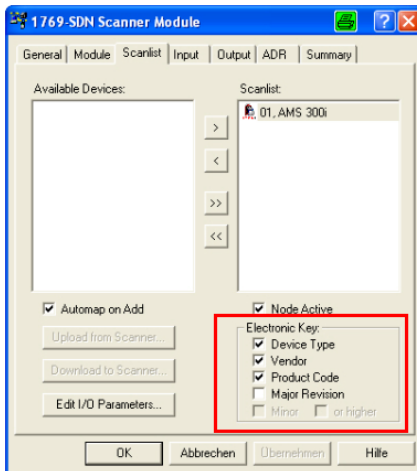 1769-SDN Scanner Module
General Module Scanlist Input Output ADR Summary
Available Devices: Scanlist:
01, AMS 300i
>
<
>>
<<
Automap on Add Node Active
Upload from Scanner...
Download to Scanner...
Edit I/O Parameters...
Electronic Key:
Device Type
Vendor
Product Code
Major Revision
Minor or higher
OK Abbrechen Übernehmen Hilfe